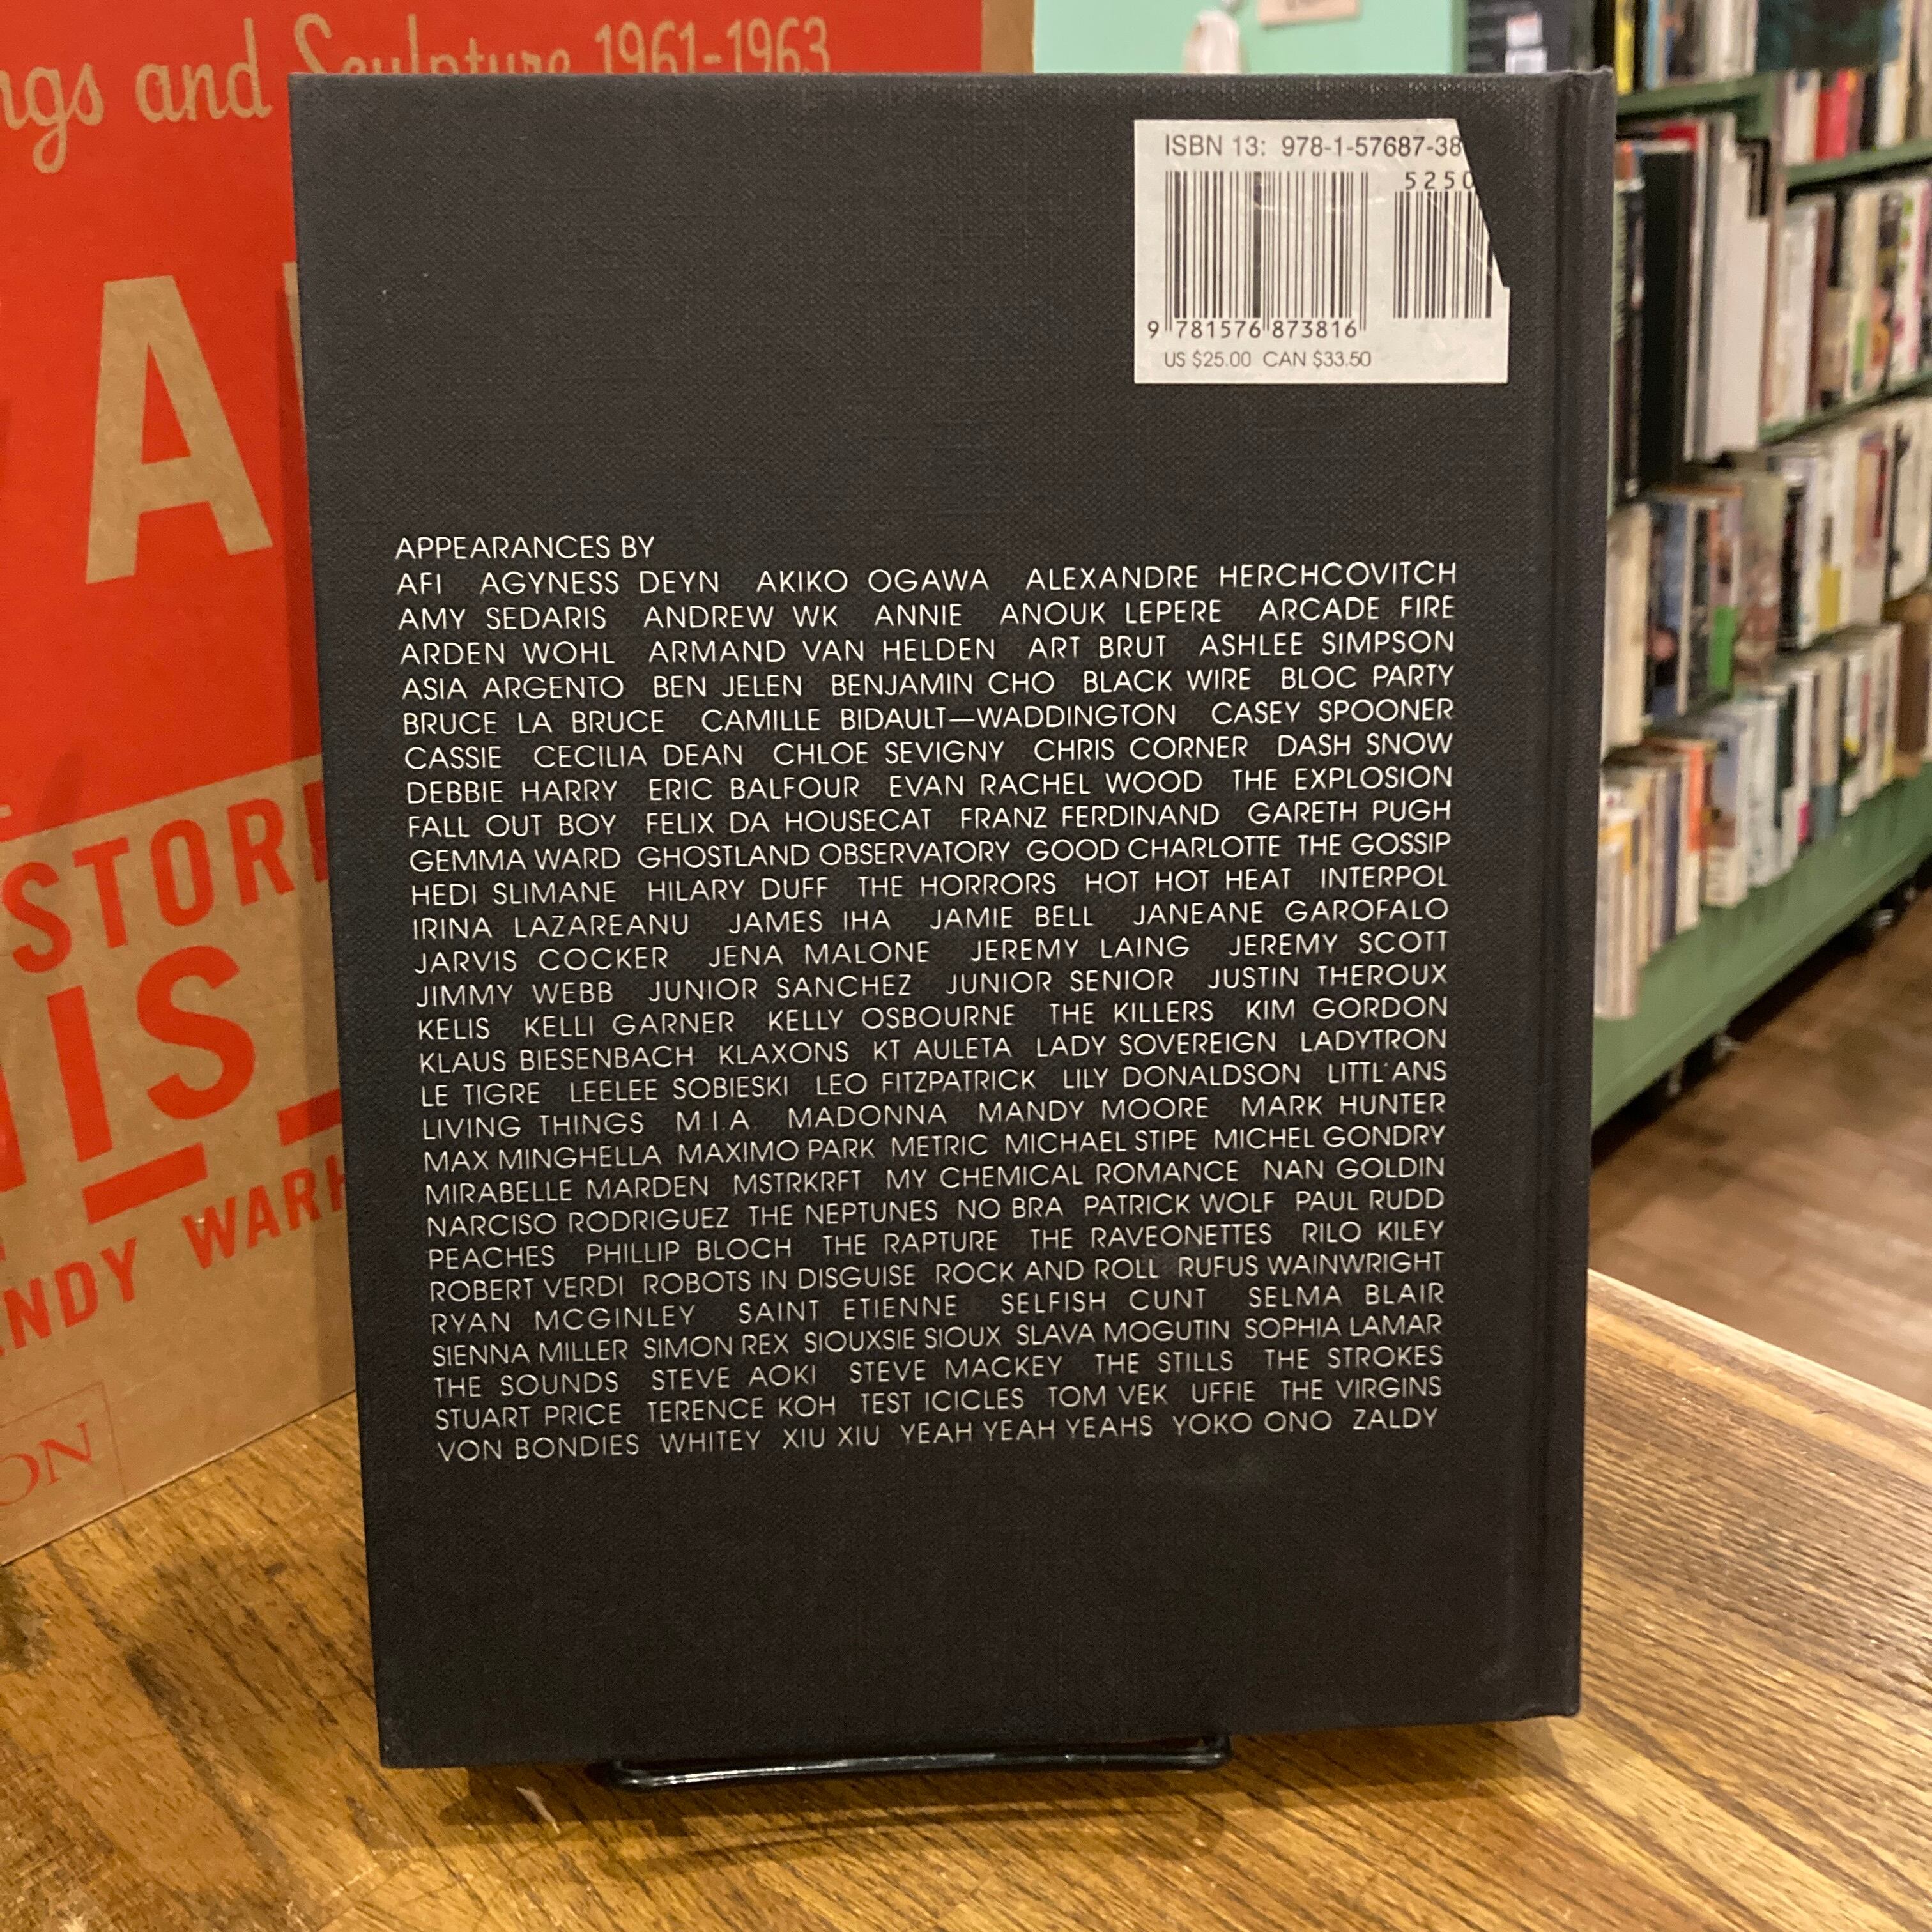 ngs and Sculpture 1961-1963
A
STOR
IS
NDY WARH
ON
ISBN 13: 978-1-57687-38
5250
9 781576 873816
US $25.00 CAN $33.50
APPEARANCES BY
AFI AGYNESS DEYN AKIKO OGAWA ALEXANDRE HERCHCOVITCH
AMY SEDARIS ANDREW WK ANNIE ANOUK LEPERE ARCADE FIRE
ARDEN WOHL ARMAND VAN HELDEN ART BRUT ASHLEE SIMPSON
ASIA ARGENTO BEN JELEN BENJAMIN CHO BLACK WIRE BLOC PARTY
BRUCE LA BRUCE CAMILLE BIDAULT—WADDINGTON CASEY SPOONER
CASSIE CECILIA DEAN CHLOE SEVIGNY CHRIS CORNER DASH SNOW
DEBBIE HARRY ERIC BALFOUR EVAN RACHEL WOOD THE EXPLOSION
FALL OUT BOY FELIX DA HOUSECAT FRANZ FERDINAND GARETH PUGH
GEMMA WARD GHOSTLAND OBSERVATORY GOOD CHARLOTTE THE GOSSIP
HEDI SLIMANE HILARY DUFF THE HORRORS HOT HOT HEAT INTERPOL
IRINA LAZAREANU JAMES IHA JAMIE BELL JANEANE GAROFALO
JARVIS COCKER JENA MALONE JEREMY LAING JEREMY SCOTT
JIMMY WEBB JUNIOR SANCHEZ JUNIOR SENIOR JUSTIN THEROUX
KELIS KELLI GARNER KELLY OSBOURNE THE KILLERS KIM GORDON
KLAUS BIESENBACH KLAXONS KT AULETA LADY SOVEREIGN LADYTRON
LE TIGRE LEELEE SOBIESKI LEO FITZPATRICK LILY DONALDSON LITTL'ANS
LIVING THINGS M.I.A. MADONNA MANDY MOORE MARK HUNTER
MAX MINGHELLA MAXIMO PARK METRIC MICHAEL STIPE MICHEL GONDRY
MIRABELLE MARDEN MSTRKRFT MY CHEMICAL ROMANCE NAN GOLDIN
NARCISO RODRIGUEZ THE NEPTUNES NO BRA PATRICK WOLF PAUL RUDD
PEACHES PHILLIP BLOCH THE RAPTURE THE RAVEONETTES RILO KILEY
ROBERT VERDI ROBOTS IN DISGUISE ROCK AND ROLL RUFUS WAINWRIGHT
RYAN MCGINLEY SAINT ETIENNE SELFISH CUNT SELMA BLAIR
SIENNA MILLER SIMON REX SIOUXSIE SIOUX SLAVA MOGUTIN SOPHIA LAMAR
THE SOUNDS STEVE AOKI STEVE MACKEY THE STILLS THE STROKES
STUART PRICE TERENCE KOH TEST ICICLES TOM VEK UFFIE THE VIRGINS
VON BONDIES WHITEY XIU XIU YEAH YEAH YEAHS YOKO ONO ZALDY